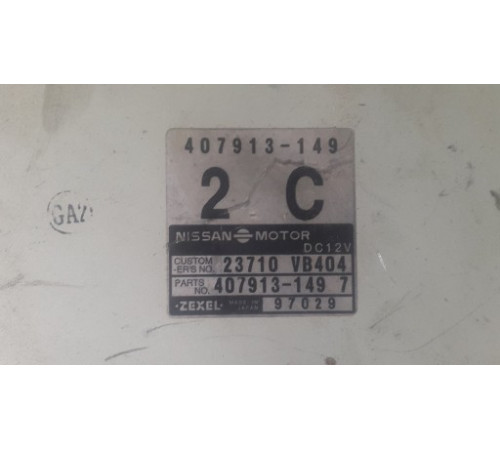 407913-149
2 C
NISSAN MOTOR
DC12V
CUSTOM
-ER'S NO. 23710 VB404
PARTS
NO. 407913-149 7
·ZEXEL· MADE IN
JAPAN 97029